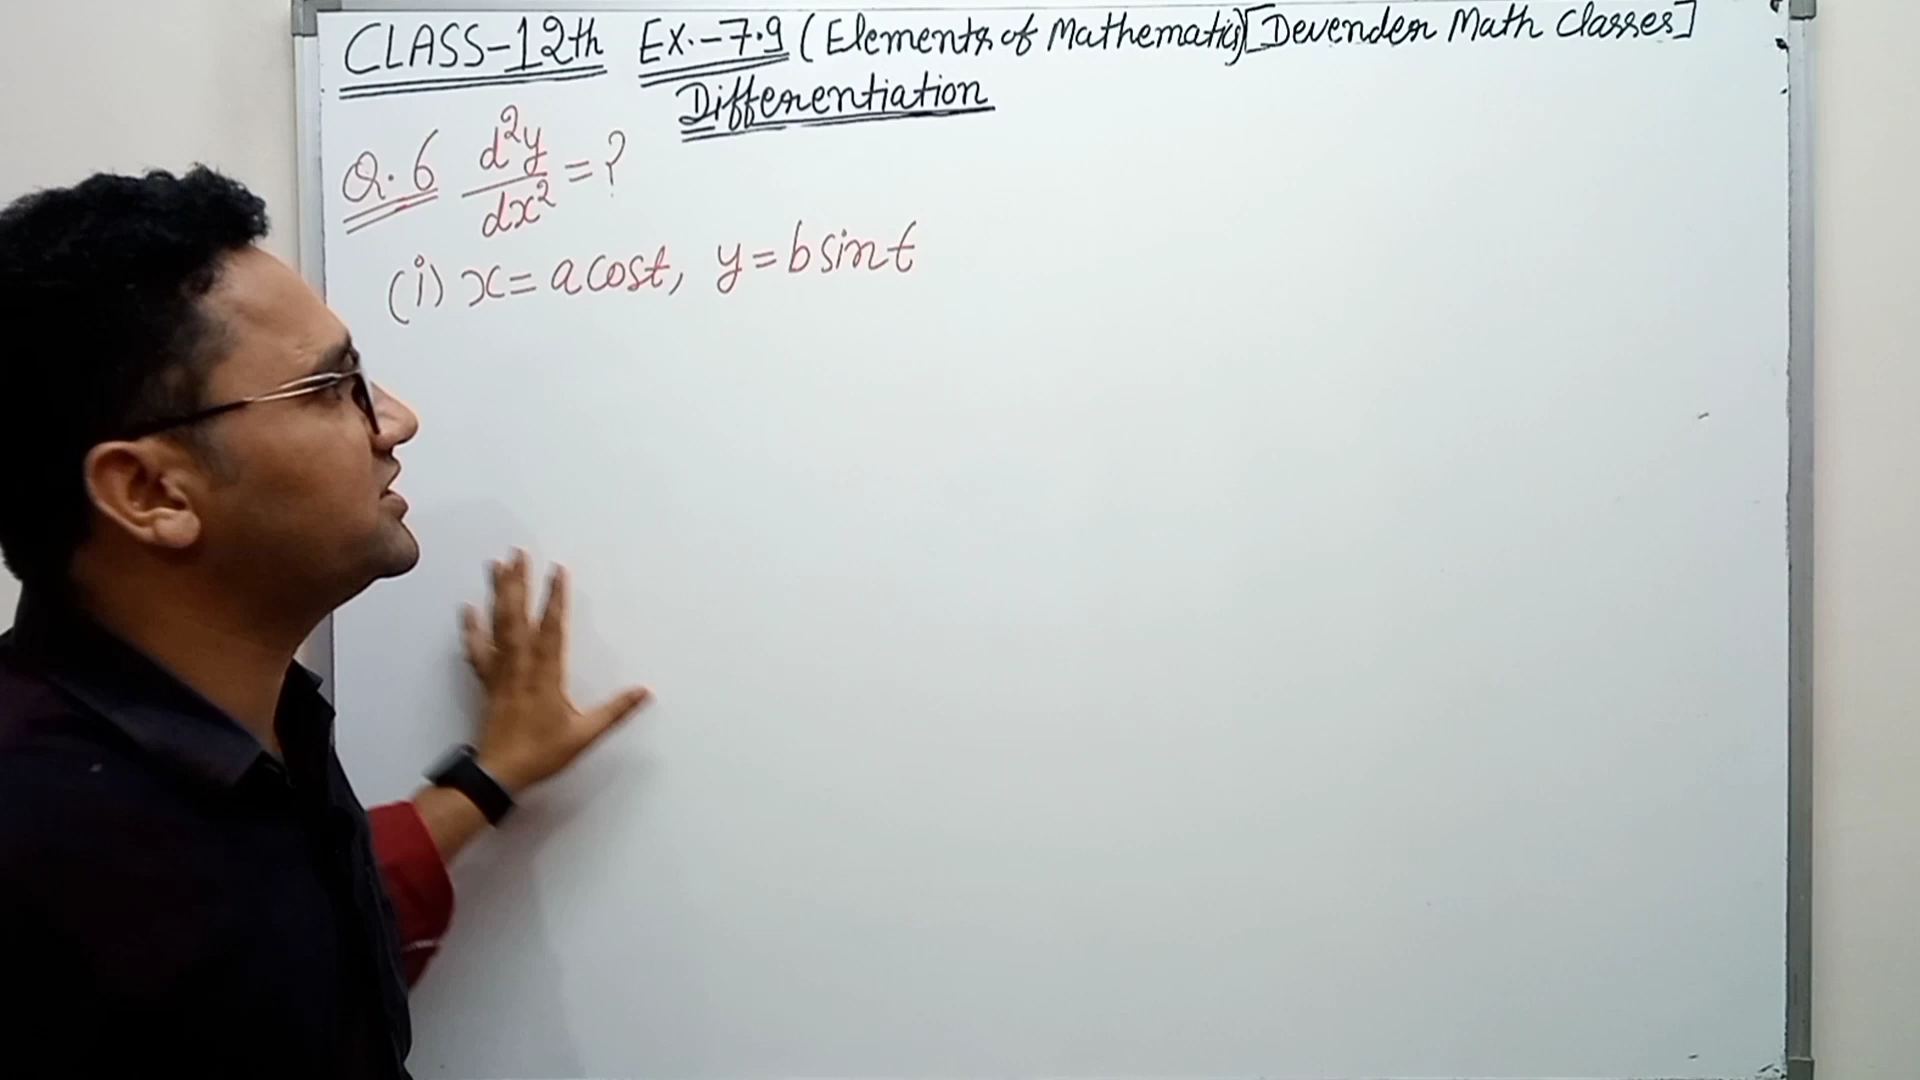 CLASS-12th Ex.-7.9 (Elements of Mathematics) [Devender Math Classes]
Differentiation
Q.6 d²y/dx² = ?
(i) x = a cost, y = b sint